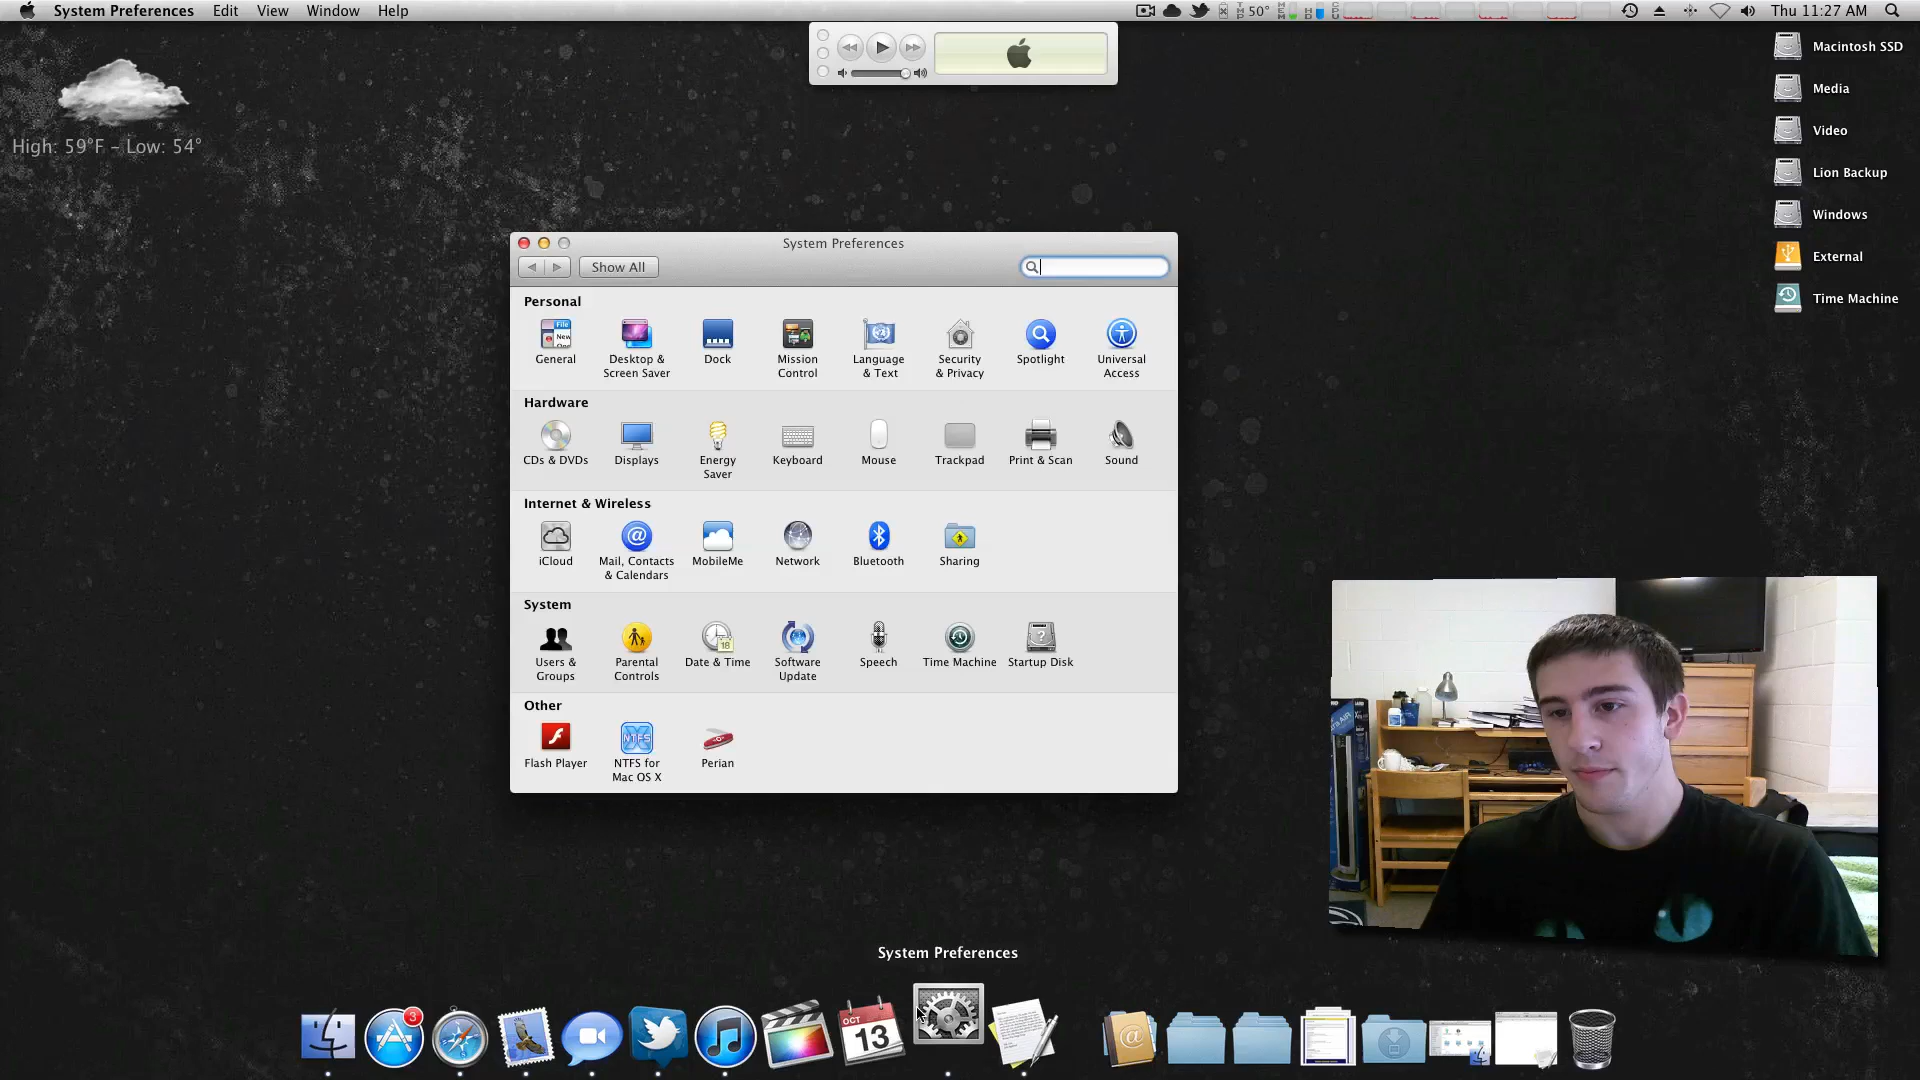 System Preferences Edit View Window Help
50° Thu 11:27 AM
Macintosh SSD
Media
Video
Lion Backup
Windows
External
Time Machine
High: 59°F – Low: 54°
System Preferences
Show All
Personal
General
Desktop & Screen Saver
Dock
Mission Control
Language & Text
Security & Privacy
Spotlight
Universal Access
Hardware
CDs & DVDs
Displays
Energy Saver
Keyboard
Mouse
Trackpad
Print & Scan
Sound
Internet & Wireless
iCloud
Mail, Contacts & Calendars
MobileMe
Network
Bluetooth
Sharing
System
Users & Groups
Parental Controls
Date & Time
18
Software Update
Speech
Time Machine
Startup Disk
Other
Flash Player
NTFS
NTFS for Mac OS X
Perian
System Preferences
3
OCT
13